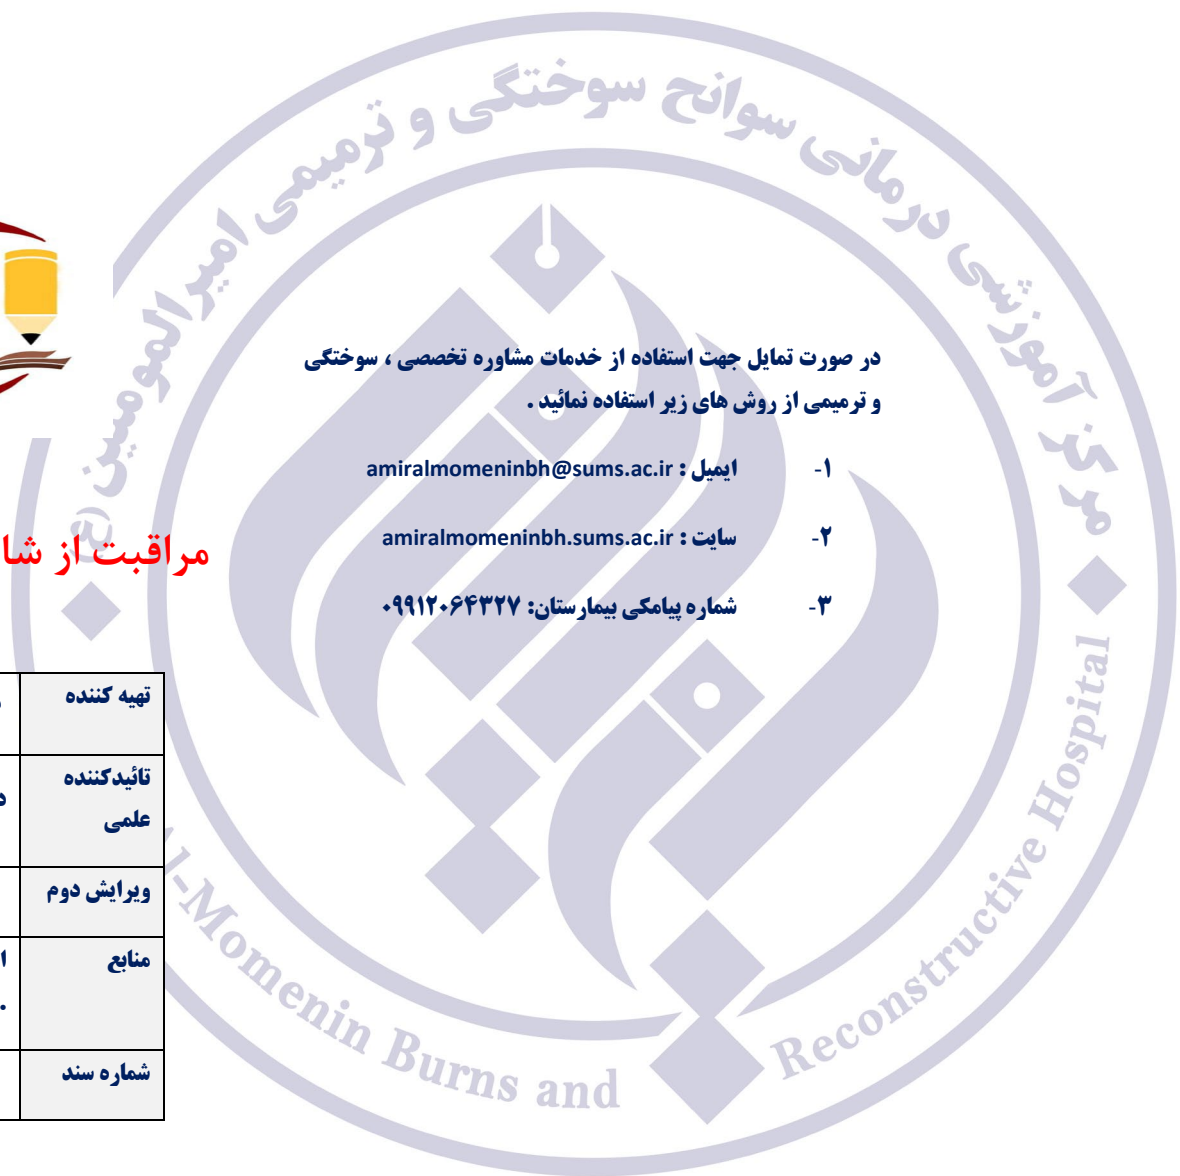 مرکز آموزشی درمانی سوانح سوختگی و ترمیمی امیرالمومنین (ع)
در صورت تمایل جهت استفاده از خدمات مشاوره تخصصی ، سوختگی
و ترمیمی از روش های زیر استفاده نمائید .
۱- ایمیل : amiralmomeninbh@sums.ac.ir
۲- سایت : amiralmomeninbh.sums.ac.ir
۳- شماره پیامکی بیمارستان: ۰۹۹۱۲۰۶۴۳۲۷
مراقبت از
تهیه کننده
تائیدکننده
علمی
ویرایش دوم
منابع
شماره سند
Al-Momenin Burns and Reconstructive Hospital